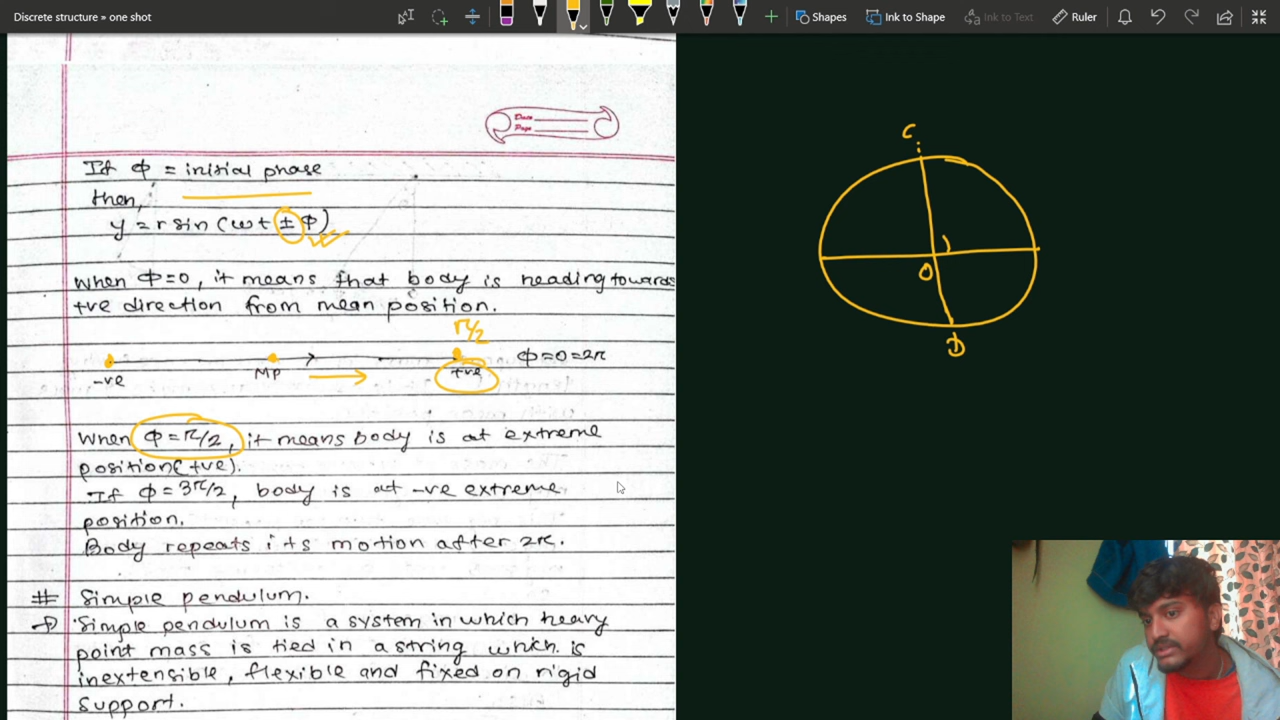 Discrete structure » one shot
Shapes
Ink to Shape
Ink to Text
Ruler
Date
Page
If Φ = initial phase
then,
y = r sin (ωt ± Φ)
When Φ=0, it means that body is heading towards
+ve direction from mean position.
π/2
-ve MP +ve Φ=0=2π
When Φ=π/2, it means body is at extreme
position(+ve).
If Φ=3π/2, body is at -ve extreme
position.
Body repeats its motion after 2π.
# Simple pendulum.
→ Simple pendulum is a system in which heavy
point mass is tied in a string which is
inextensible, flexible and fixed on rigid
support.
C
O
D